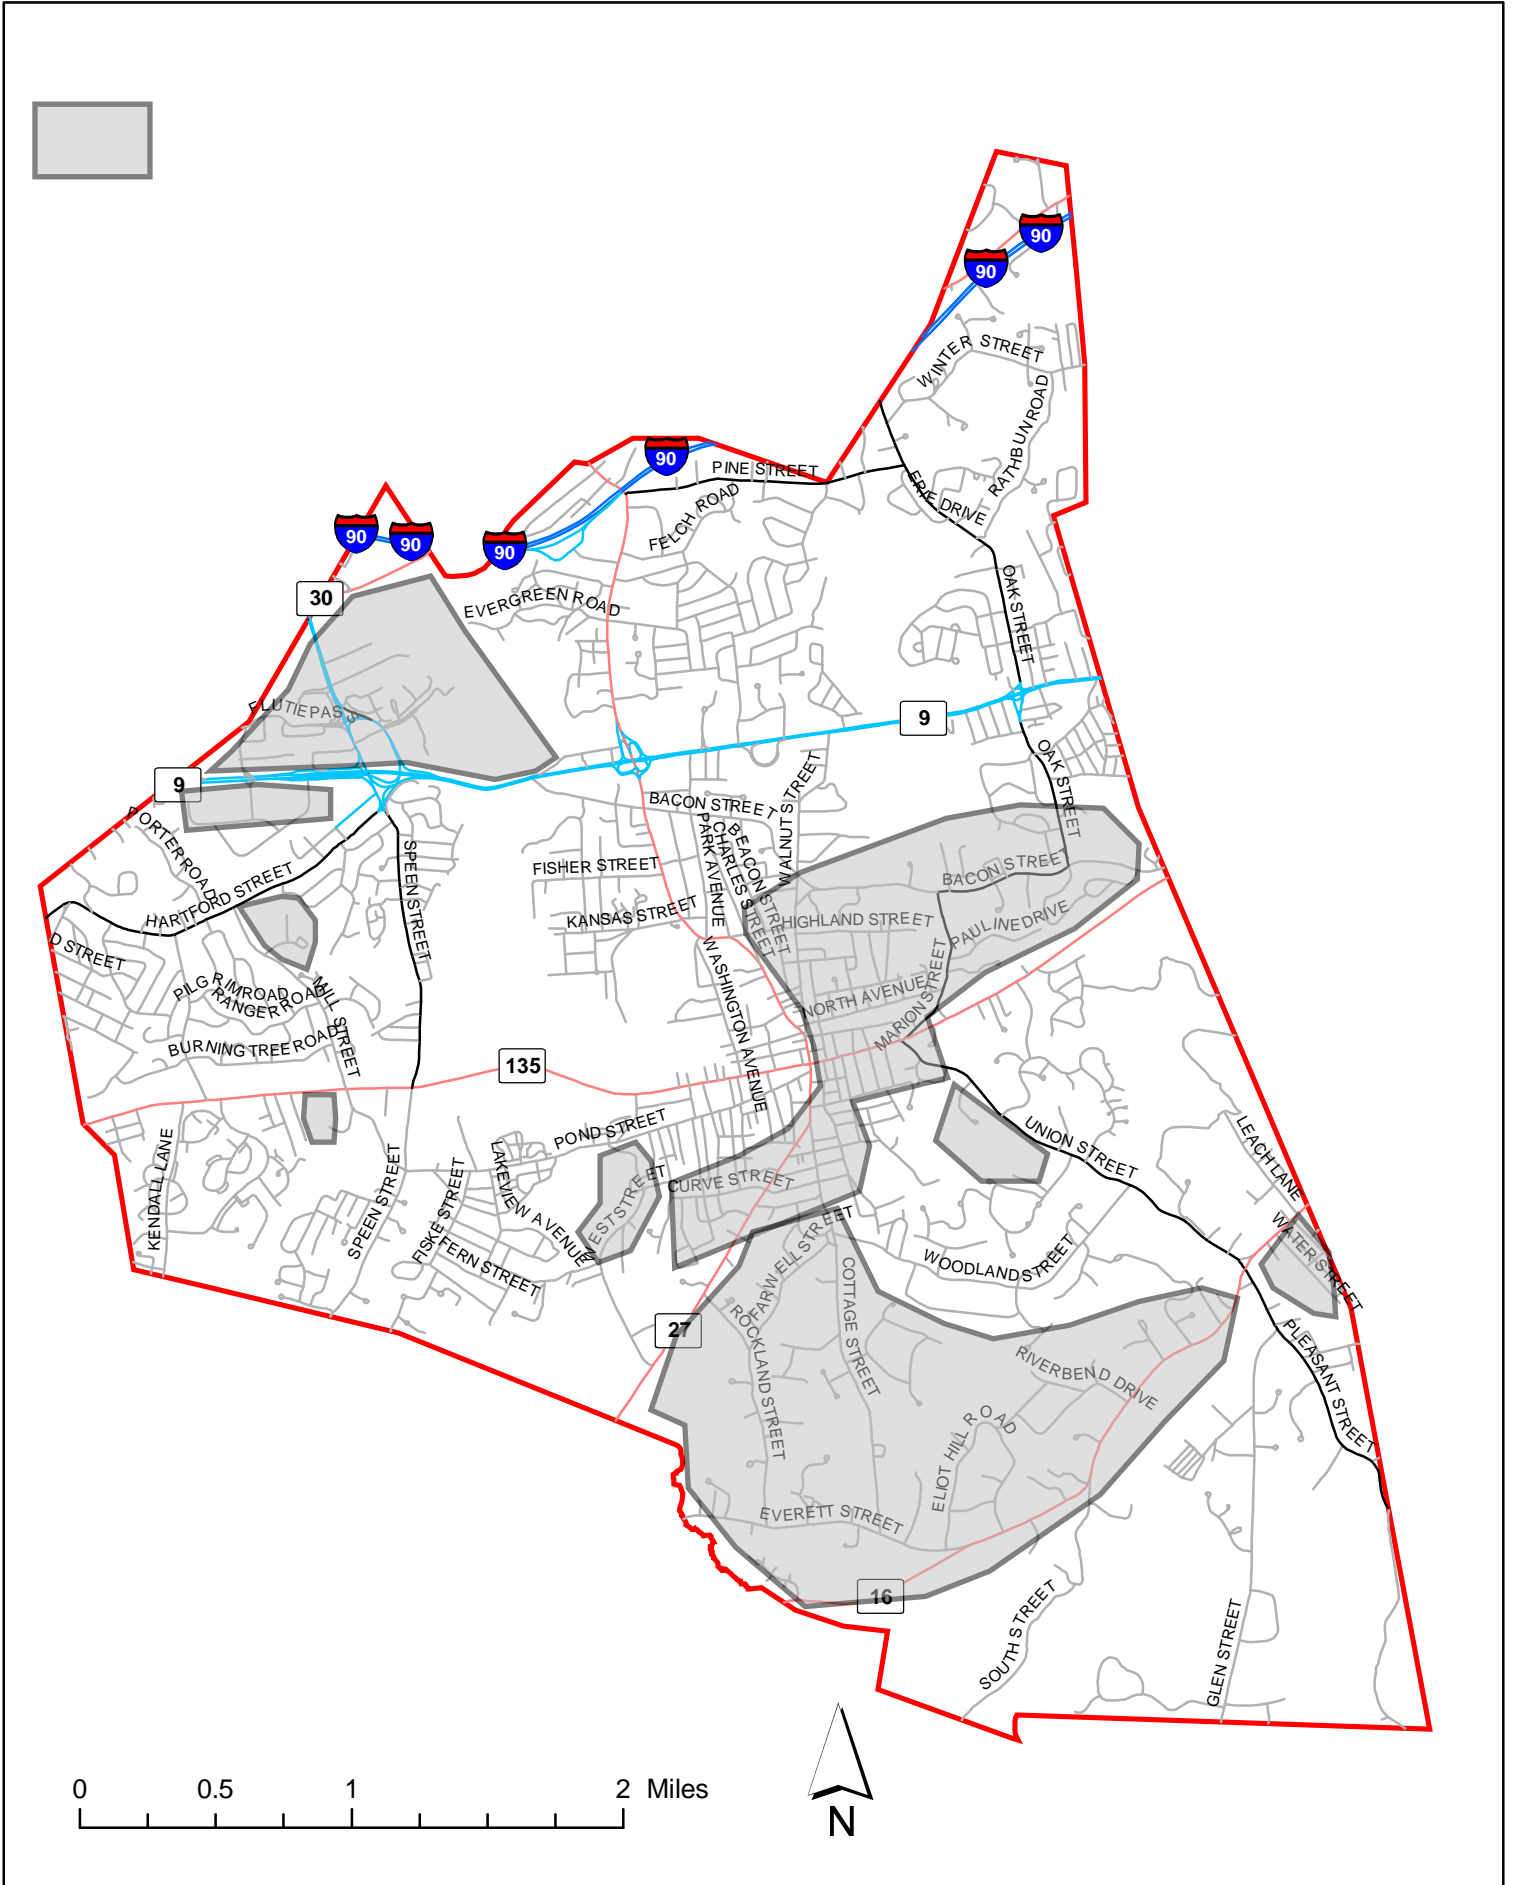 90
90
WINTER STREET
RATHBUN ROAD
90
PINE STREET
FELCH ROAD
ERIE DRIVE
90
90
90
30
EVERGREEN ROAD
OAK STREET
FLUTIE PASS
9
9
OAK STREET
PORTER ROAD
BACON STREET
WALNUT STREET
PARK AVENUE
CHARLES STREET
BEACON STREET
SPEEN STREET
FISHER STREET
BACON STREET
HARTFORD STREET
KANSAS STREET
HIGHLAND STREET
PAULINE DRIVE
D STREET
WASHINGTON AVENUE
PILGRIM ROAD
RANGER ROAD
MILL STREET
NORTH AVENUE
MARION STREET
BURNING TREE ROAD
135
POND STREET
UNION STREET
LEACH LANE
KENDALL LANE
SPEEN STREET
FISKE STREET
LAKEVIEW AVENUE
WEST STREET
CURVE STREET
FERN STREET
FARWELL STREET
WOODLAND STREET
WATER STREET
COTTAGE STREET
27
ROCKLAND STREET
RIVERBEND DRIVE
PLEASANT STREET
ELIOT HILL ROAD
EVERETT STREET
16
SOUTH STREET
GLEN STREET
0 0.5 1 2 Miles
N